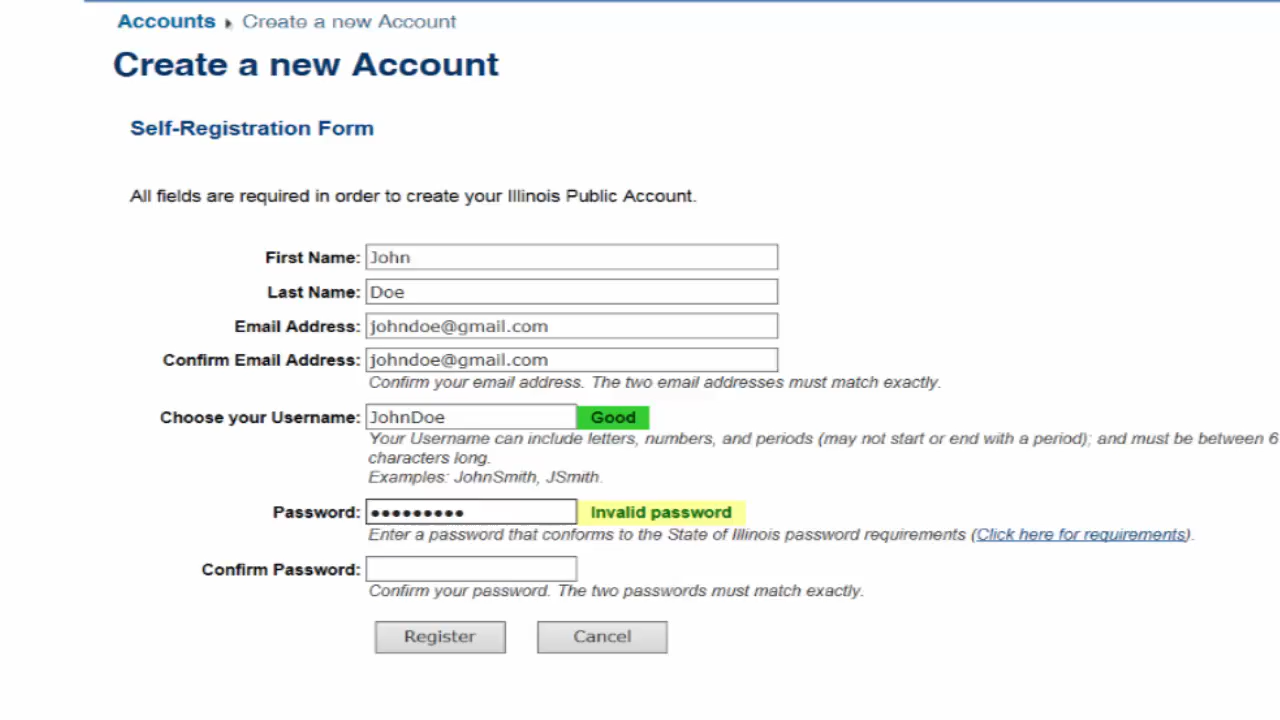 Accounts ▸ Create a new Account
Create a new Account
Self-Registration Form
All fields are required in order to create your Illinois Public Account.
First Name: John
Last Name: Doe
Email Address: johndoe@gmail.com
Confirm Email Address: johndoe@gmail.com
Confirm your email address. The two email addresses must match exactly.
Choose your Username: JohnDoe Good
Your Username can include letters, numbers, and periods (may not start or end with a period); and must be between 6
characters long.
Examples: JohnSmith, JSmith.
Password: ●●●●●●●●● Invalid password
Enter a password that conforms to the State of Illinois password requirements (Click here for requirements).
Confirm Password:
Confirm your password. The two passwords must match exactly.
Register Cancel